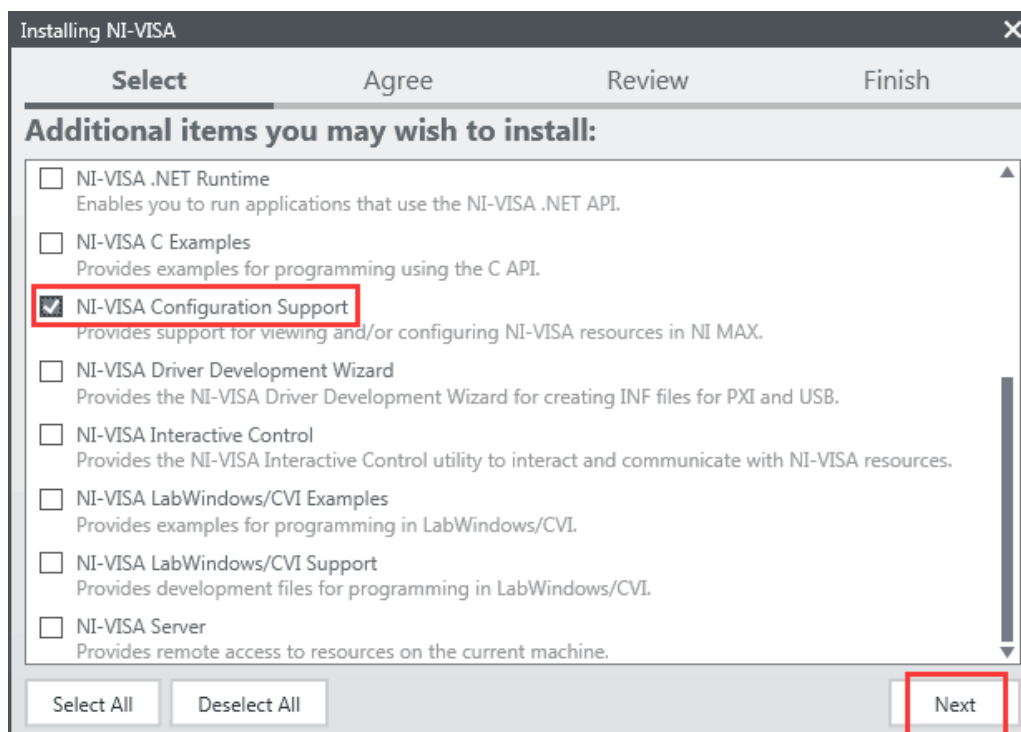 Installing NI-VISA
Select Agree Review Finish
Additional items you may wish to install:
NI-VISA .NET Runtime
Enables you to run applications that use the NI-VISA .NET API.
NI-VISA C Examples
Provides examples for programming using the C API.
NI-VISA Configuration Support
Provides support for viewing and/or configuring NI-VISA resources in NI MAX.
NI-VISA Driver Development Wizard
Provides the NI-VISA Driver Development Wizard for creating INF files for PXI and USB.
NI-VISA Interactive Control
Provides the NI-VISA Interactive Control utility to interact and communicate with NI-VISA resources.
NI-VISA LabWindows/CVI Examples
Provides examples for programming in LabWindows/CVI.
NI-VISA LabWindows/CVI Support
Provides development files for programming in LabWindows/CVI.
NI-VISA Server
Provides remote access to resources on the current machine.
Select All Deselect All Next